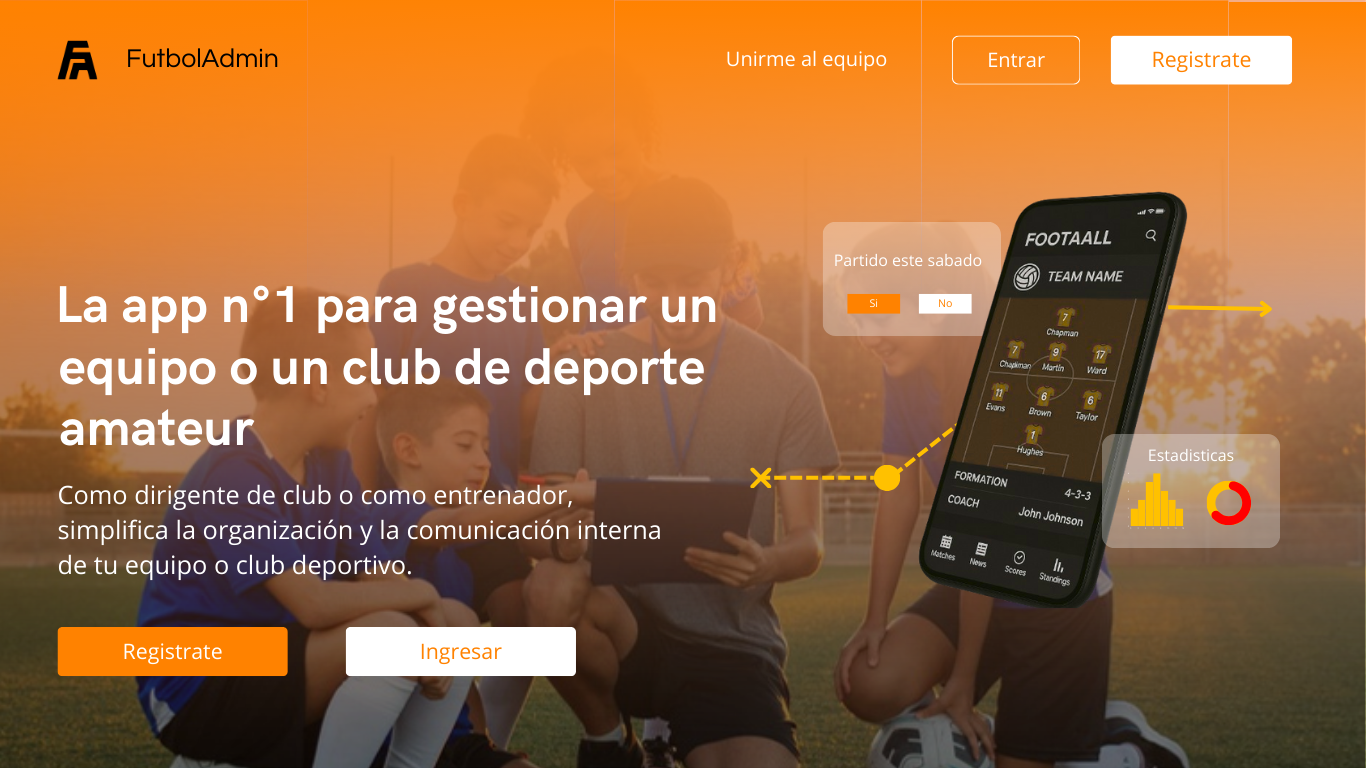 FutbolAdmin
Unirme al equipo
Entrar
Registrate
La app n°1 para gestionar un
equipo o un club de deporte
amateur
Como dirigente de club o como entrenador,
simplifica la organización y la comunicación interna
de tu equipo o club deportivo.
Registrate
Ingresar
Partido este sabado
Si
No
FOOTAALL
TEAM NAME
7
Chapman
7
Chapman
9
Martin
17
Ward
11
Evans
6
Brown
6
Taylor
1
Hughes
FORMATION
4-3-3
COACH
John Johnson
Matches
News
Scores
Standings
Estadisticas